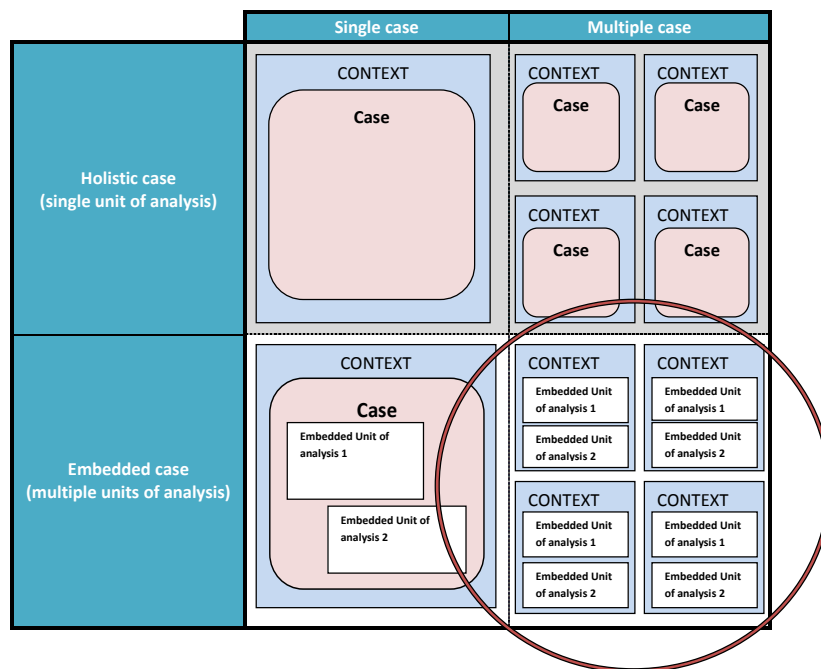 Single case
Multiple case
Holistic case
(single unit of analysis)
CONTEXT
Case
CONTEXT
Case
CONTEXT
Case
CONTEXT
Case
CONTEXT
Case
Embedded case
(multiple units of analysis)
CONTEXT
Case
Embedded Unit of
analysis 1
Embedded Unit of
analysis 2
CONTEXT
Embedded Unit
of analysis 1
Embedded Unit
of analysis 2
CONTEXT
Embedded Unit
of analysis 1
Embedded Unit
of analysis 2
CONTEXT
Embedded Unit
of analysis 1
Embedded Unit
of analysis 2
CONTEXT
Embedded Unit
of analysis 1
Embedded Unit
of analysis 2